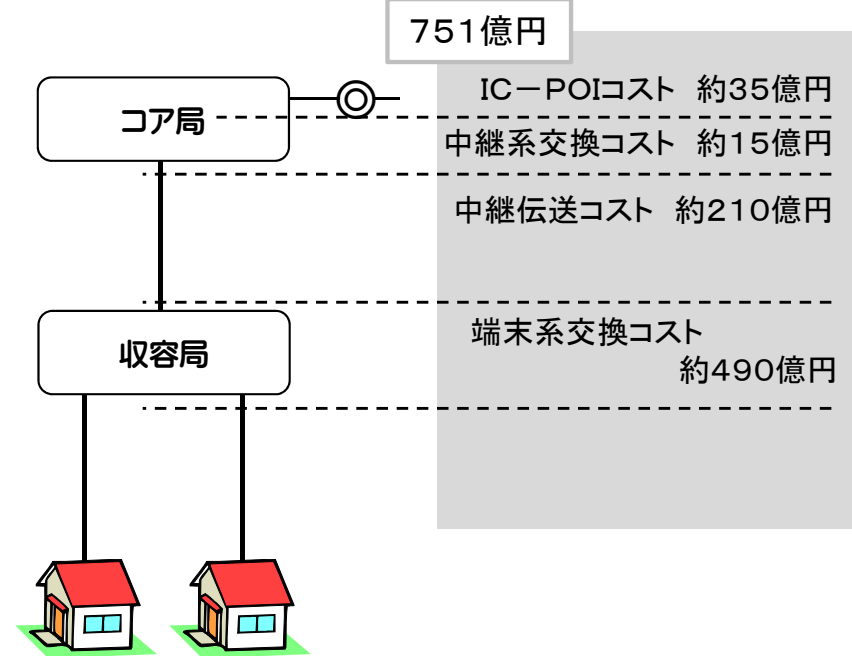 751億円
IC－POIコスト　約35億円
コア局
中継系交換コスト　約15億円
中継伝送コスト　約210億円
収容局
端末系交換コスト
約490億円